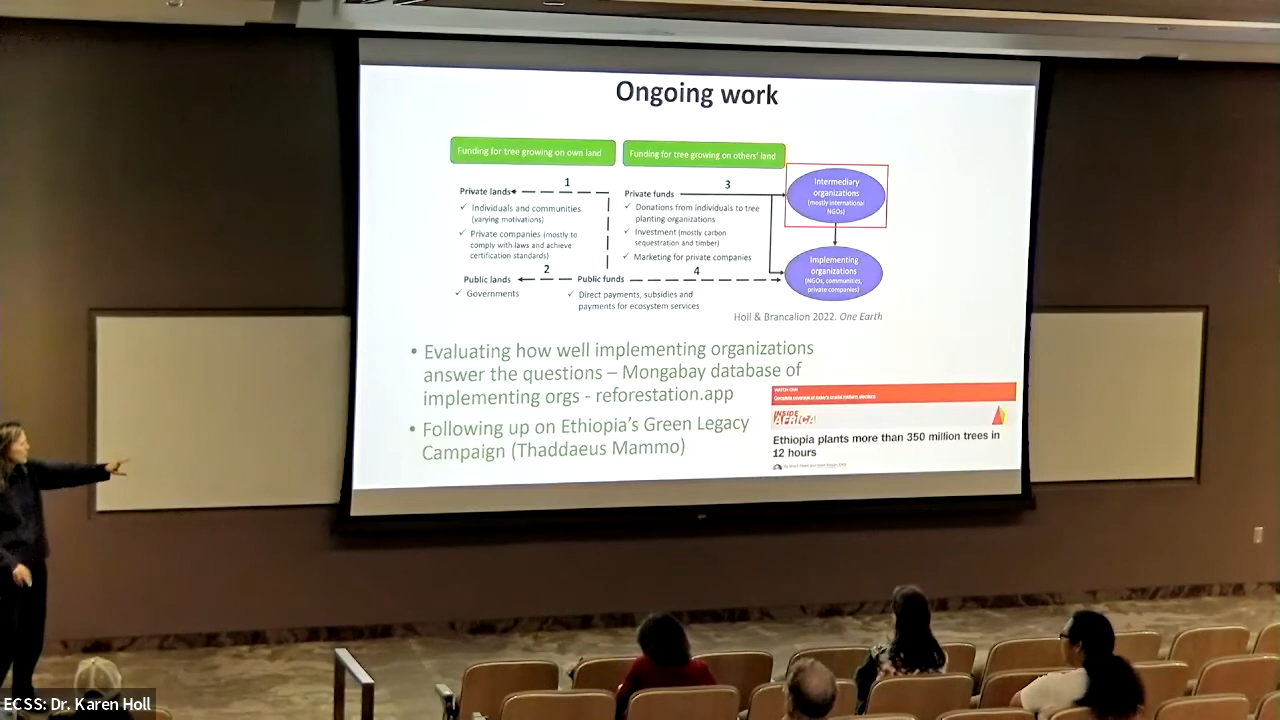 Ongoing work
Funding for tree growing on own land
Funding for tree growing on others' land
1
Private lands
✓ Individuals and communities
(varying motivations)
✓ Private companies (mostly to
comply with laws and achieve
certification standards)
2
Public lands
✓ Governments
3
Private funds
✓ Donations from individuals to tree
planting organizations
✓ Investment (mostly carbon
sequestration and timber)
✓ Marketing for private companies
4
Public funds
✓ Direct payments, subsidies and
payments for ecosystem services
Intermediary
organizations
(mostly international
NGOs)
Implementing
organizations
(NGOs, communities,
private companies)
Holl & Brancalion 2022. One Earth
• Evaluating how well implementing organizations
answer the questions – Mongabay database of
implementing orgs - reforestation.app
• Following up on Ethiopia's Green Legacy
Campaign (Thaddaeus Mammo)
WATCH CNN
INSIDE
AFRICA
Ethiopia plants more than 350 million trees in
12 hours
ECSS: Dr. Karen Holl